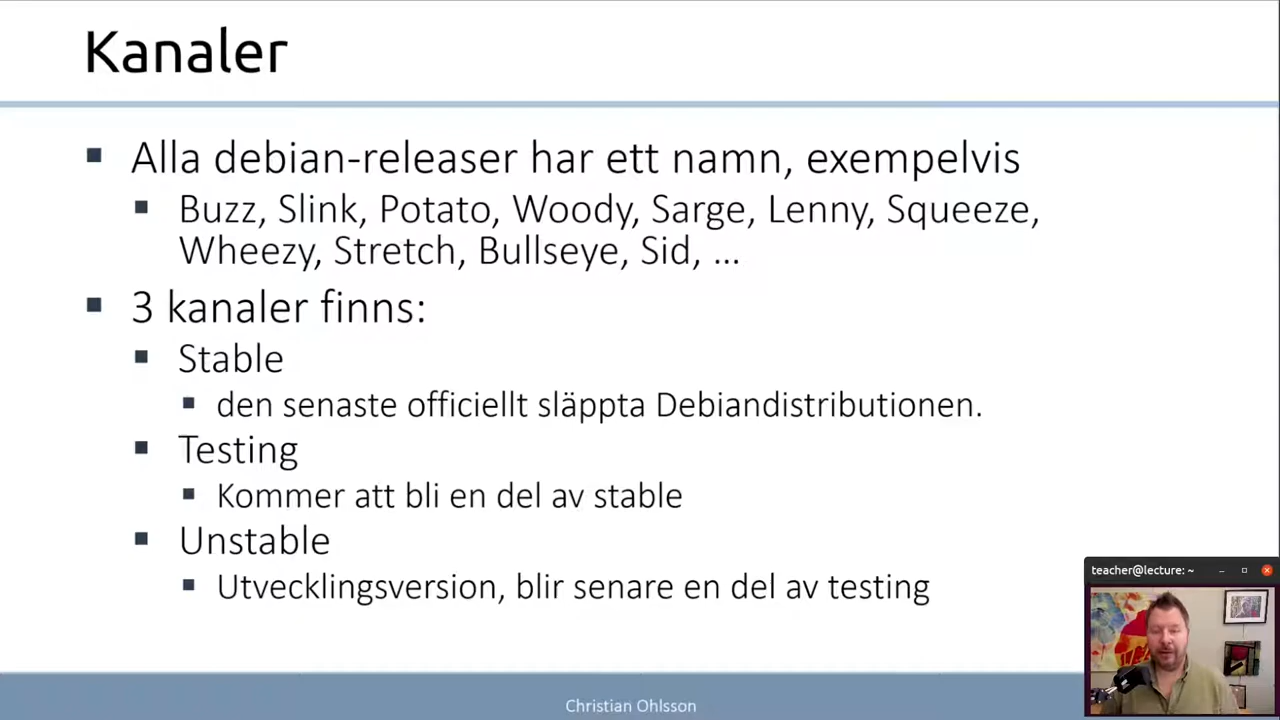 Kanaler
Alla debian-releaser har ett namn, exempelvis
Buzz, Slink, Potato, Woody, Sarge, Lenny, Squeeze,
Wheezy, Stretch, Bullseye, Sid, ...
3 kanaler finns:
Stable
den senaste officiellt släppta Debiandistributionen.
Testing
Kommer att bli en del av stable
Unstable
Utvecklingsversion, blir senare en del av testing
teacher@lecture: ~
Christian Ohlsson